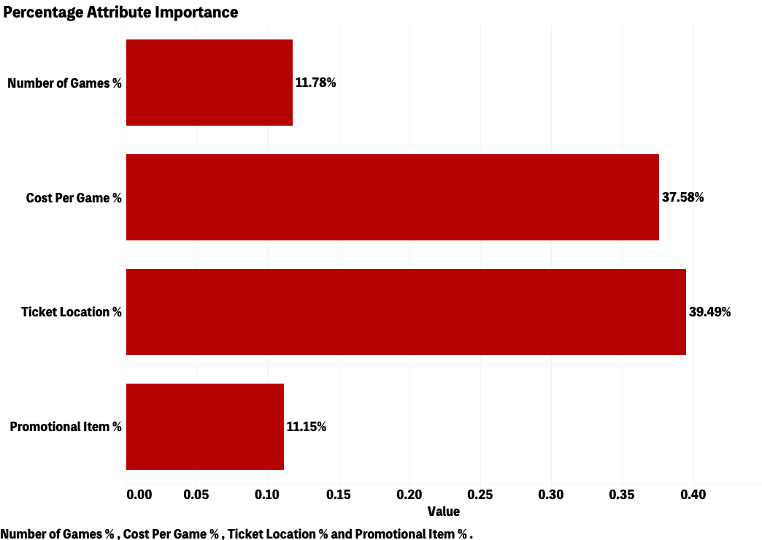 Percentage Attribute Importance
Number of Games %
11.78%
Cost Per Game %
37.58%
Ticket Location %
39.49%
Promotional Item %
11.15%
0.00 0.05 0.10 0.15 0.20 0.25 0.30 0.35 0.40
Value
Number of Games % , Cost Per Game % , Ticket Location % and Promotional Item % .